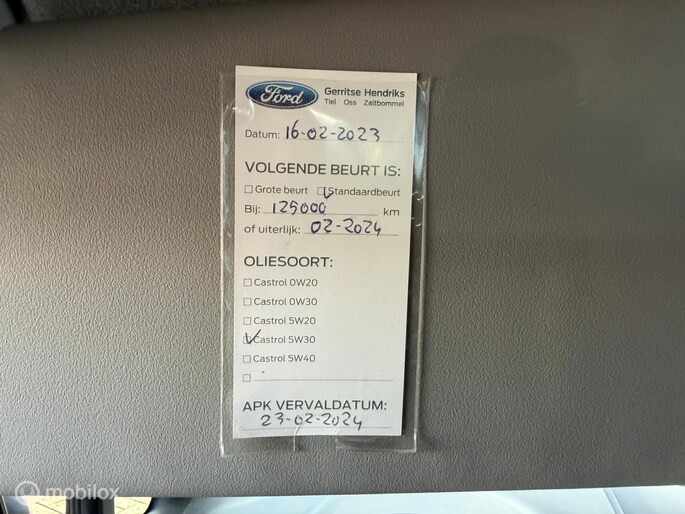 Ford Gerritse Hendriks
Tiel Oss Zaltbommel
Datum: 16-02-2023
VOLGENDE BEURT IS:
Grote beurt Standaardbeurt
Bij: 125000 km
of uiterlijk: 02-2024
OLIESOORT:
Castrol 0W20
Castrol 0W30
Castrol 5W20
Castrol 5W30
Castrol 5W40
APK VERVALDATUM:
23-02-2024
© mobilox